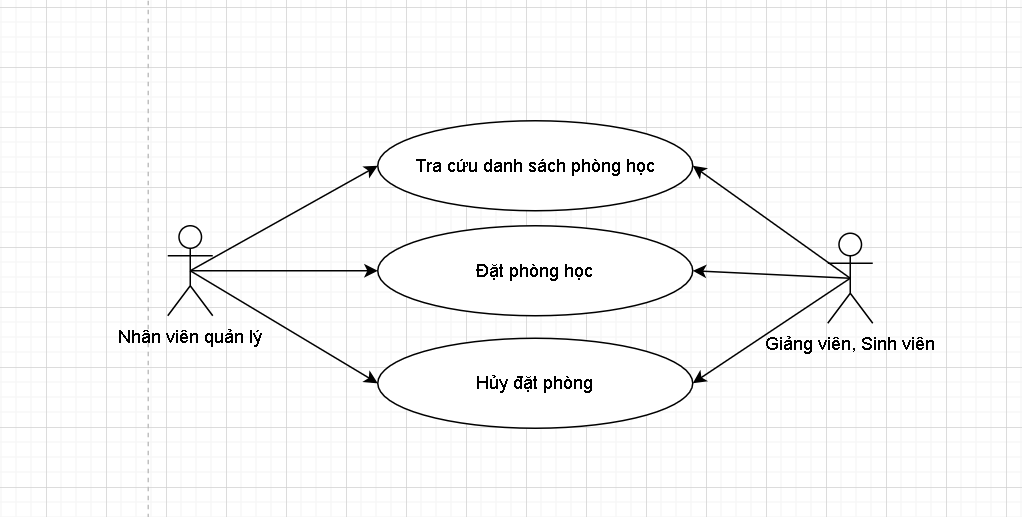 Tra cứu danh sách phòng học
Đặt phòng học
Nhân viên quản lý
Giảng viên, Sinh viên
Hủy đặt phòng